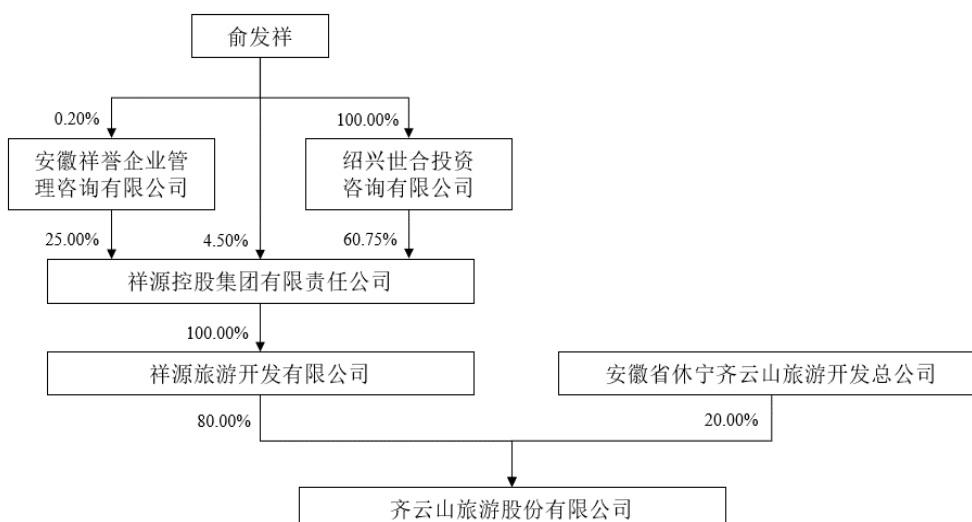 俞发祥
0.20%
100.00%
安徽祥誉企业管
理咨询有限公司
绍兴世合投资
咨询有限公司
25.00%
4.50%
60.75%
祥源控股集团有限责任公司
100.00%
祥源旅游开发有限公司
安徽省休宁齐云山旅游开发总公司
80.00%
20.00%
齐云山旅游股份有限公司